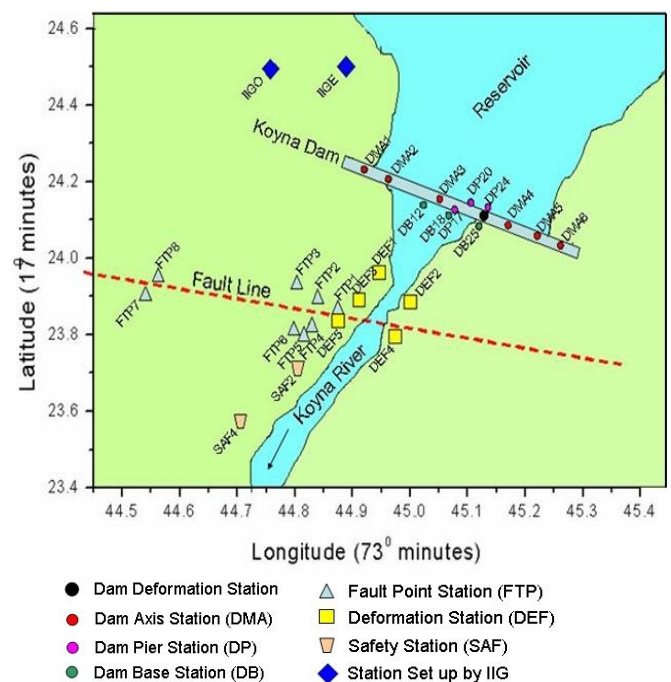 24.6
24.4
24.2
24.0
23.8
23.6
23.4
Latitude (17⁰ minutes)
IIGO
IIGE
Reservoir
Koyna Dam
DMA1
DMA2
DMA3
DP20
DP24
DMA4
DMA5
DMA6
DB12
DB18
DP17
DB25
FTP8
FTP7
Fault Line
FTP3
FTP2
FTP1
DEF3
DEF1
DEF2
FTP6
FTP5
FTP4
DEF5
DEF4
SAF2
SAF4
Koyna River
44.5 44.6 44.7 44.8 44.9 45.0 45.1 45.2 45.3 45.4
Longitude (73⁰ minutes)
Dam Deformation Station
Dam Axis Station (DMA)
Dam Pier Station (DP)
Dam Base Station (DB)
Fault Point Station (FTP)
Deformation Station (DEF)
Safety Station (SAF)
Station Set up by IIG